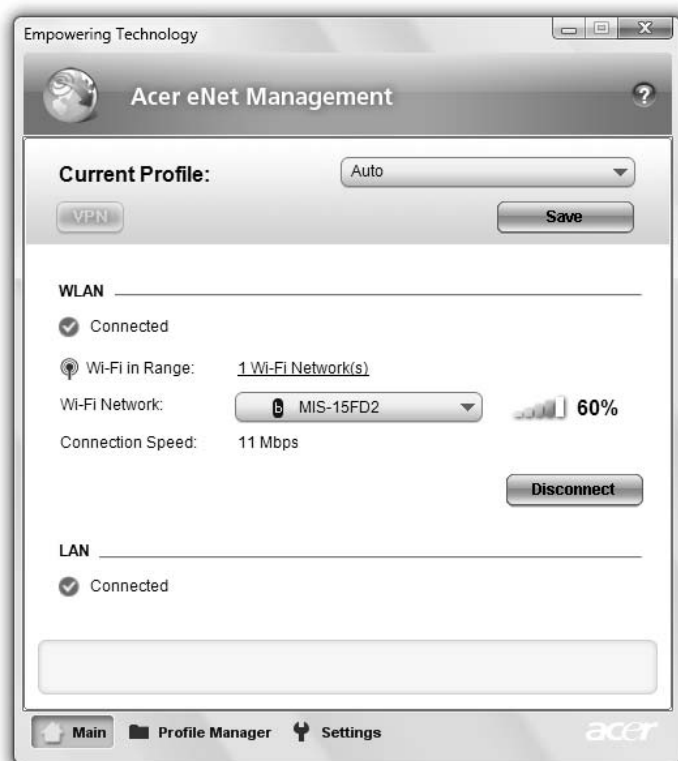 Empowering Technology
Acer eNet Management
?
Current Profile: Auto
VPN Save
WLAN
Connected
Wi-Fi in Range: 1 Wi-Fi Network(s)
Wi-Fi Network: b MIS-15FD2 60%
Connection Speed: 11 Mbps
Disconnect
LAN
Connected
Main Profile Manager Settings acer